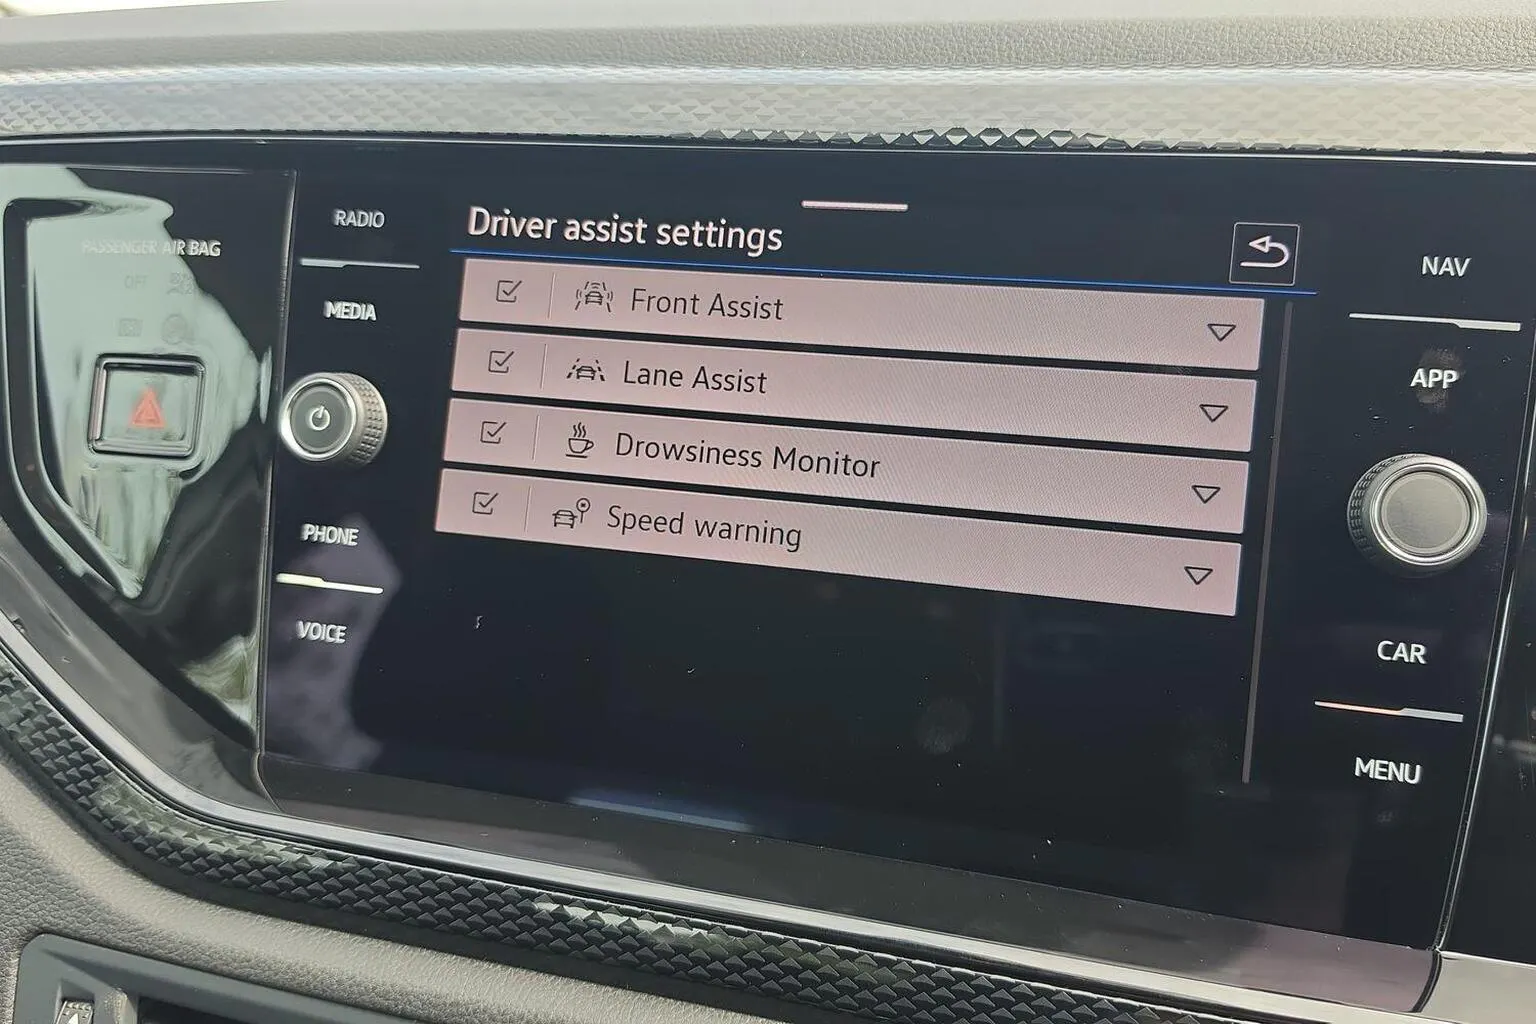 PASSENGER AIR BAG
OFF
RADIO
MEDIA
PHONE
VOICE
Driver assist settings
Front Assist
Lane Assist
Drowsiness Monitor
Speed warning
NAV
APP
CAR
MENU